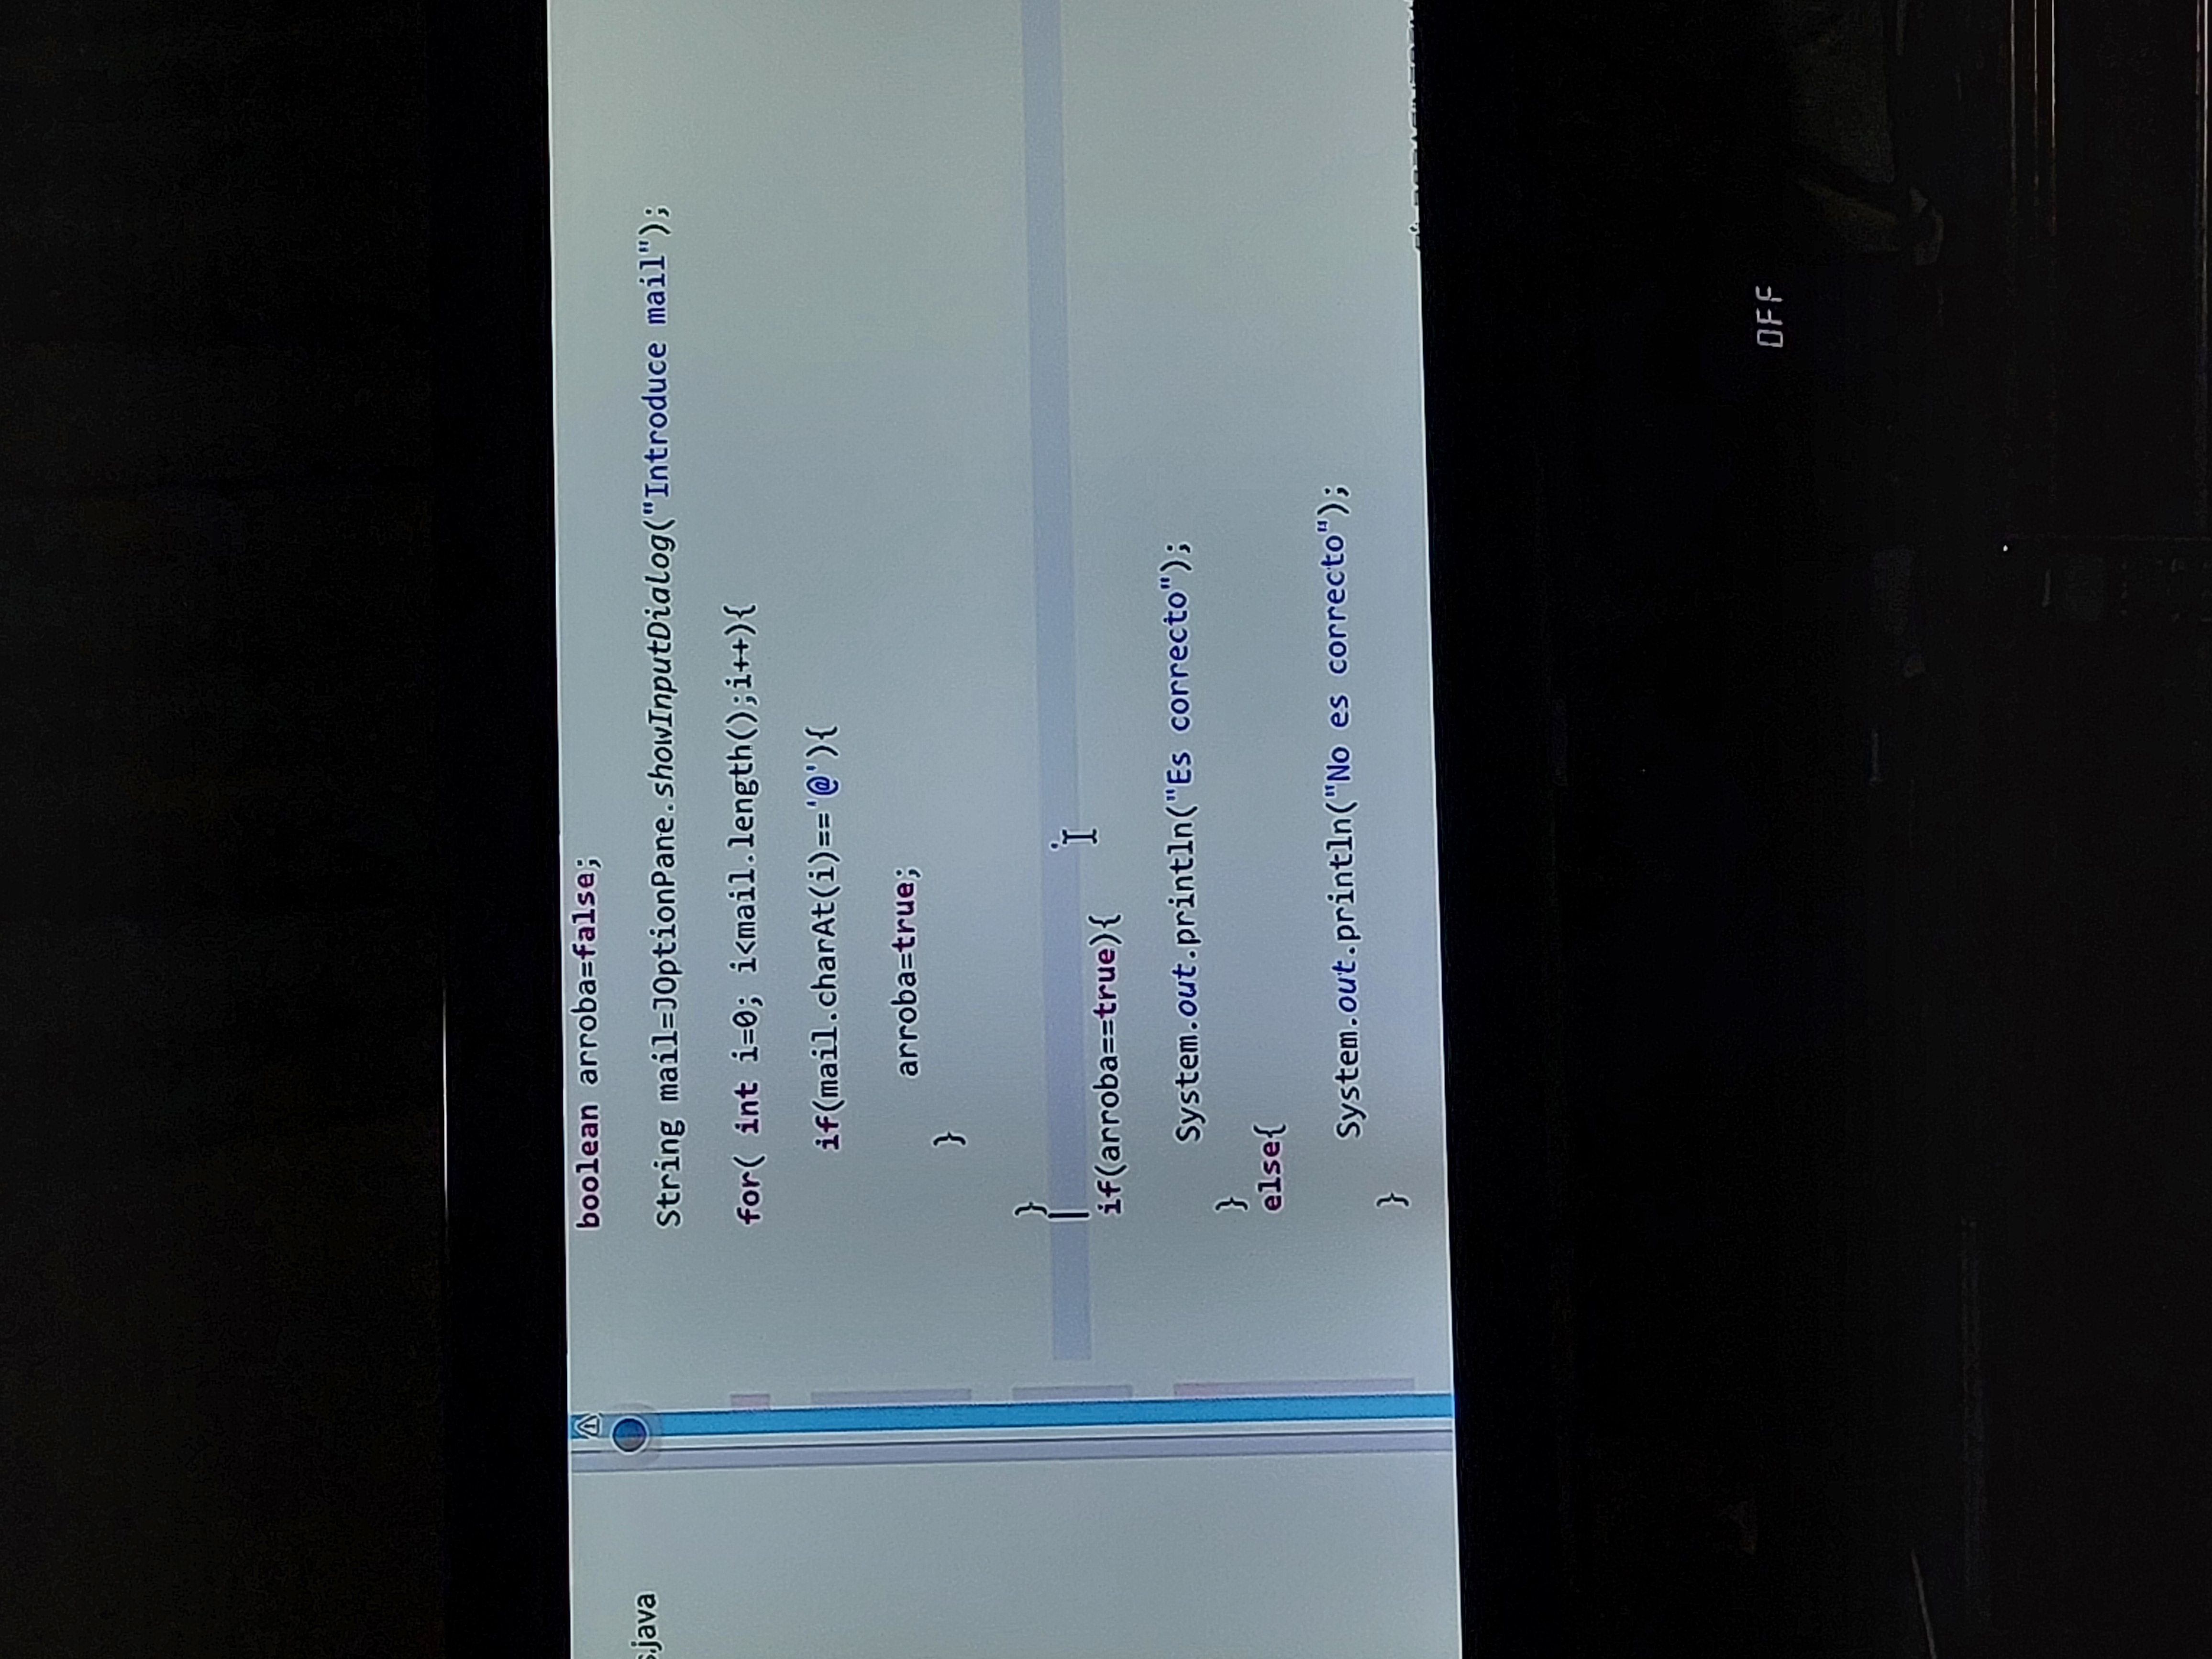 boolean arroba=false;
s.java
String mail=JOptionPane.showInputDialog("Introduce mail");
for( int i=0; i<mail.length();i++){
if(mail.charAt(i)=='@'){
arroba=true;
}
}
if(arroba==true){
System.out.println("Es correcto");
}
else{
System.out.println("No es correcto");
}
OFF